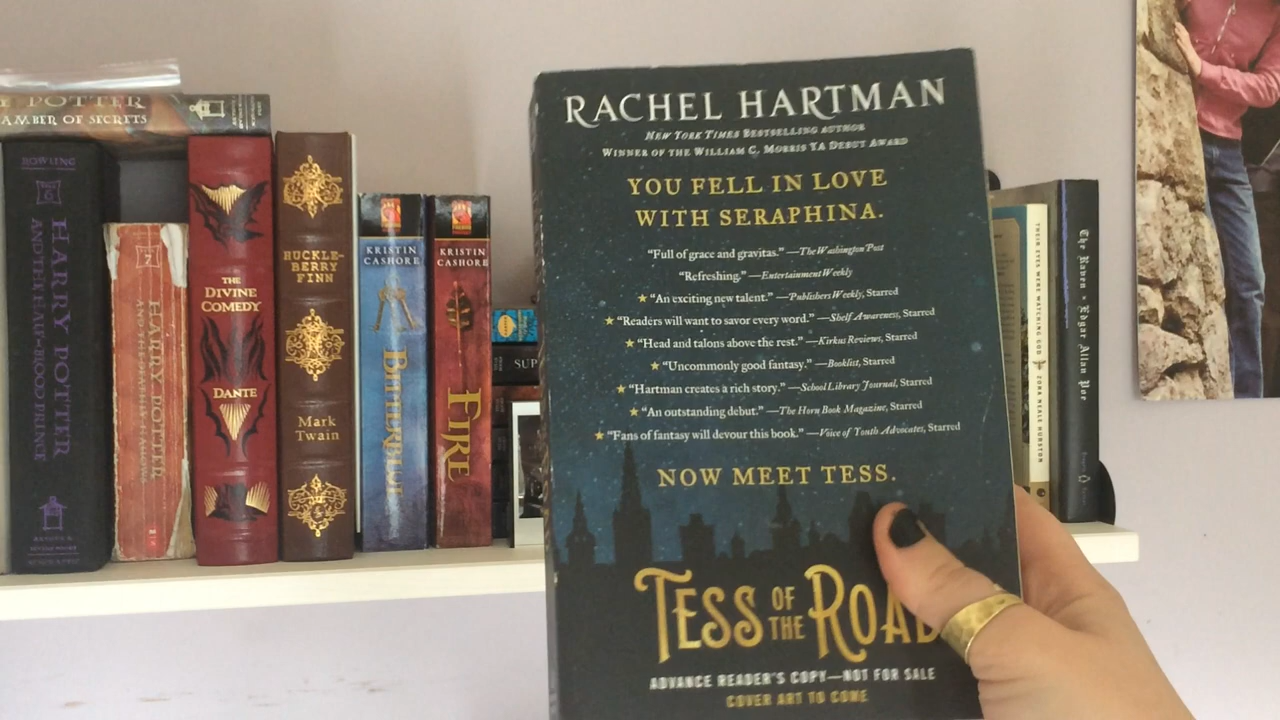 E POTTER
AMBER OF SECRETS
ROWLING
HARRY POTTER
AND THE HALF-BLOOD PRINCE
HARRY POTTER
AND THE DEATHLY HALLOWS
THE
DIVINE
COMEDY
DANTE
HUCKLE-
BERRY
FINN
Mark
Twain
KRISTIN
CASHORE
BITTERBLUE
KRISTIN
CASHORE
FIRE
SUP
RACHEL HARTMAN
NEW YORK TIMES BESTSELLING AUTHOR
WINNER OF THE WILLIAM C. MORRIS YA DEBUT AWARD
YOU FELL IN LOVE
WITH SERAPHINA.
"Full of grace and gravitas." —The Washington Post
"Refreshing." —Entertainment Weekly
★ "An exciting new talent." —Publishers Weekly, Starred
★ "Readers will want to savor every word." —Shelf Awareness, Starred
★ "Head and talons above the rest." —Kirkus Reviews, Starred
★ "Uncommonly good fantasy." —Booklist, Starred
★ "Hartman creates a rich story." —School Library Journal, Starred
★ "An outstanding debut." —The Horn Book Magazine, Starred
★ "Fans of fantasy will devour this book." —Voice of Youth Advocates, Starred
NOW MEET TESS.
TESS OF THE ROAD
ADVANCE READER'S COPY—NOT FOR SALE
COVER ART TO COME
THEIR EYES WERE WATCHING GOD ZORA NEALE HURSTON
The Raven • Edgar Allan Poe